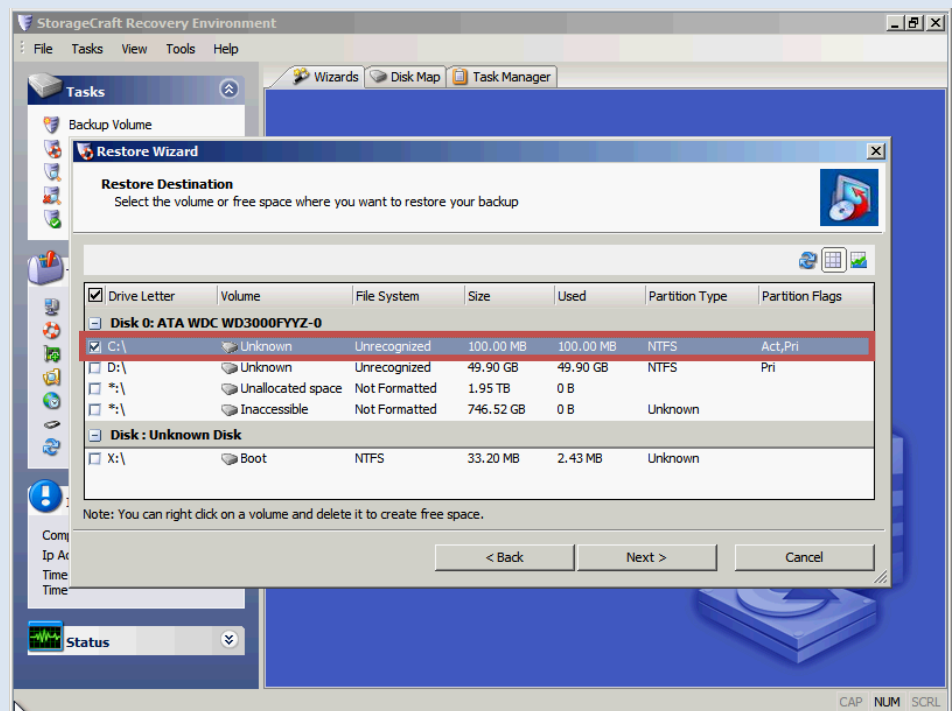 StorageCraft Recovery Environment
File Tasks View Tools Help
Wizards Disk Map Task Manager
Tasks
Backup Volume
Restore Wizard
Restore Destination
Select the volume or free space where you want to restore your backup
Drive Letter Volume File System Size Used Partition Type Partition Flags
Disk 0: ATA WDC WD3000FYYZ-0
C:\ Unknown Unrecognized 100.00 MB 100.00 MB NTFS Act,Pri
D:\ Unknown Unrecognized 49.90 GB 49.90 GB NTFS Pri
*:\ Unallocated space Not Formatted 1.95 TB 0 B
*:\ Inaccessible Not Formatted 746.52 GB 0 B Unknown
Disk : Unknown Disk
X:\ Boot NTFS 33.20 MB 2.43 MB Unknown
Note: You can right click on a volume and delete it to create free space.
< Back Next > Cancel
Ip
Time
Time
Status
CAP NUM SCRL